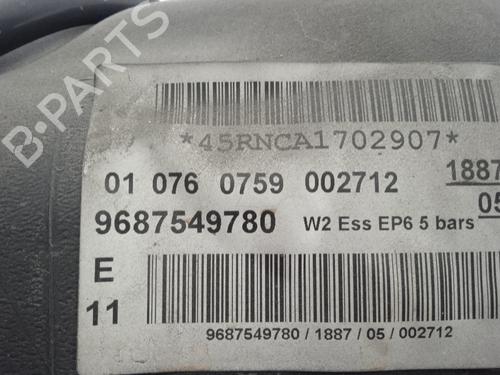 B-PARTS
*45RNCA1702907*
01 076 0759 002712
1887
05
9687549780 W2 Ess EP6 5 bars
E
11
9687549780 / 1887 / 05 / 002712